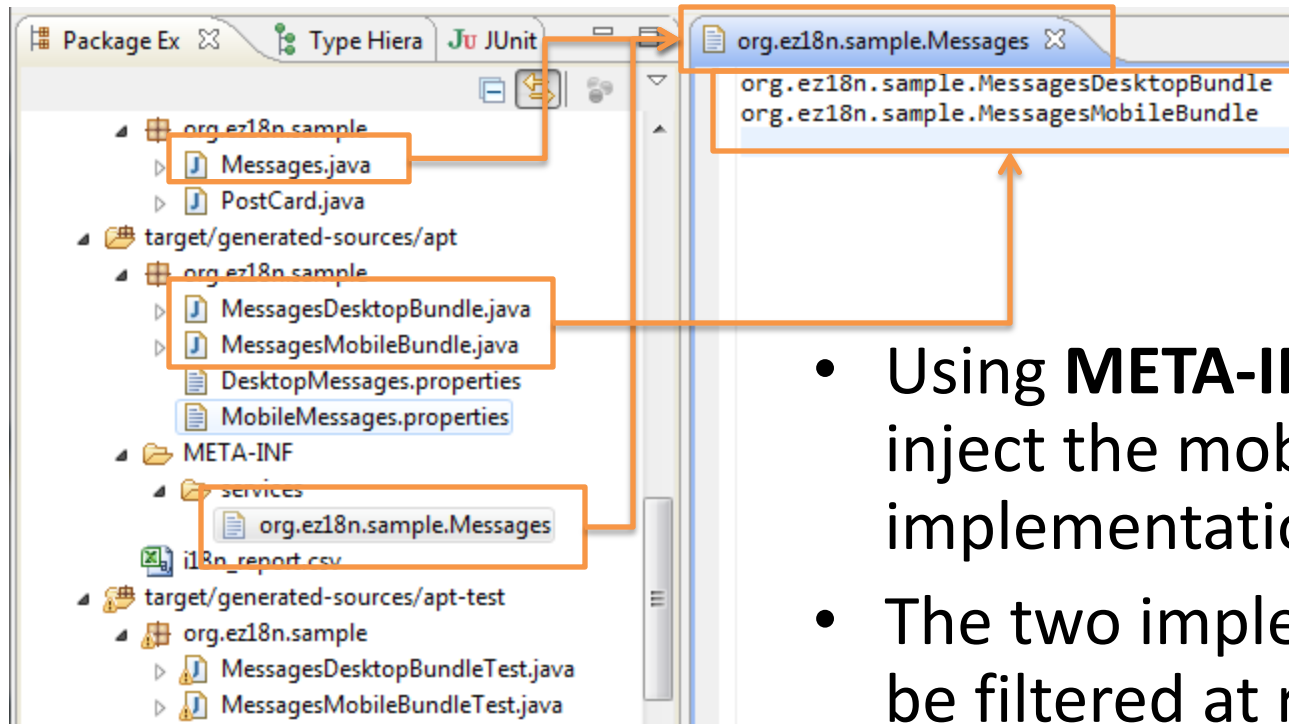 Package Ex
Type Hiera
JUnit
org.ez18n.sample
Messages.java
PostCard.java
target/generated-sources/apt
org.ez18n.sample
MessagesDesktopBundle.java
MessagesMobileBundle.java
DesktopMessages.properties
MobileMessages.properties
META-INF
services
org.ez18n.sample.Messages
i18n_report.csv
target/generated-sources/apt-test
org.ez18n.sample
MessagesDesktopBundleTest.java
MessagesMobileBundleTest.java
org.ez18n.sample.Messages
org.ez18n.sample.MessagesDesktopBundle
org.ez18n.sample.MessagesMobileBundle
• Using
inject the
• The two
be filtered at